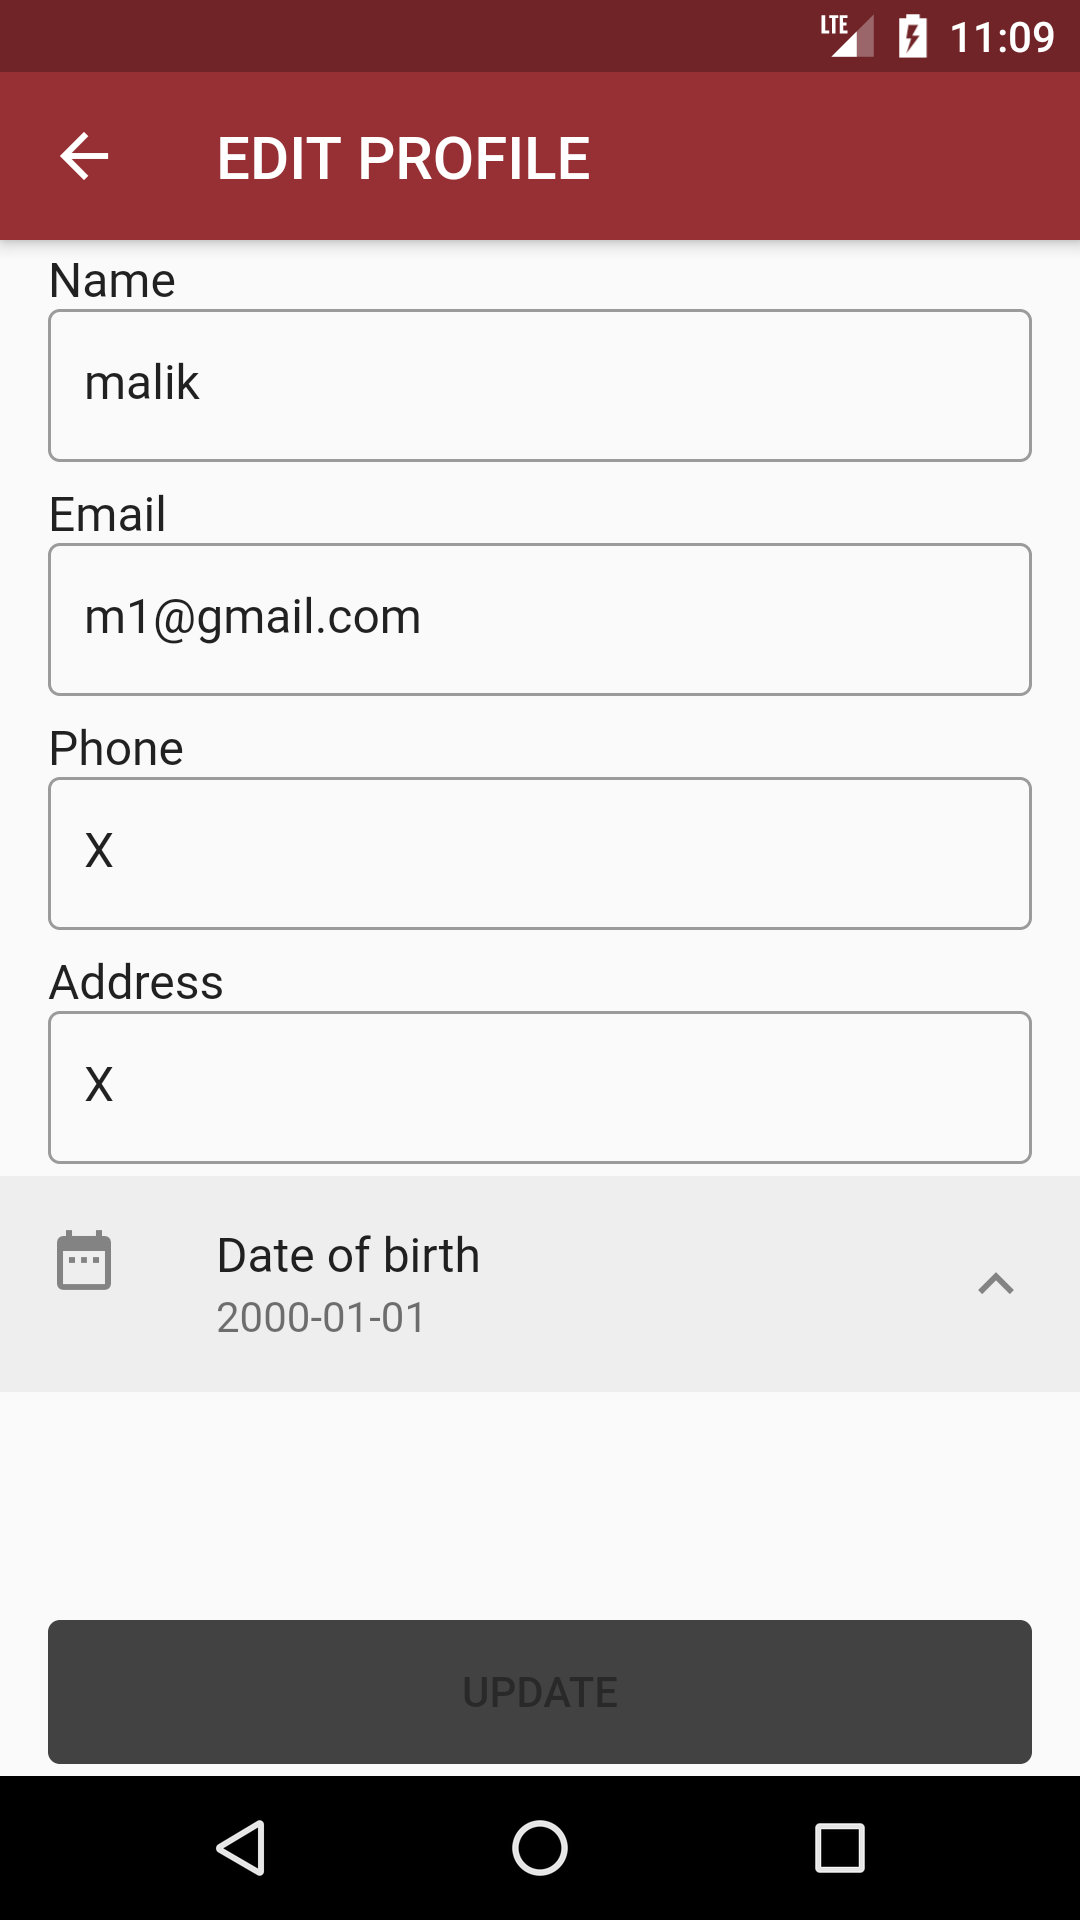 LTE 11:09
EDIT PROFILE
Name
malik
Email
m1@gmail.com
Phone
X
Address
X
Date of birth
2000-01-01
UPDATE